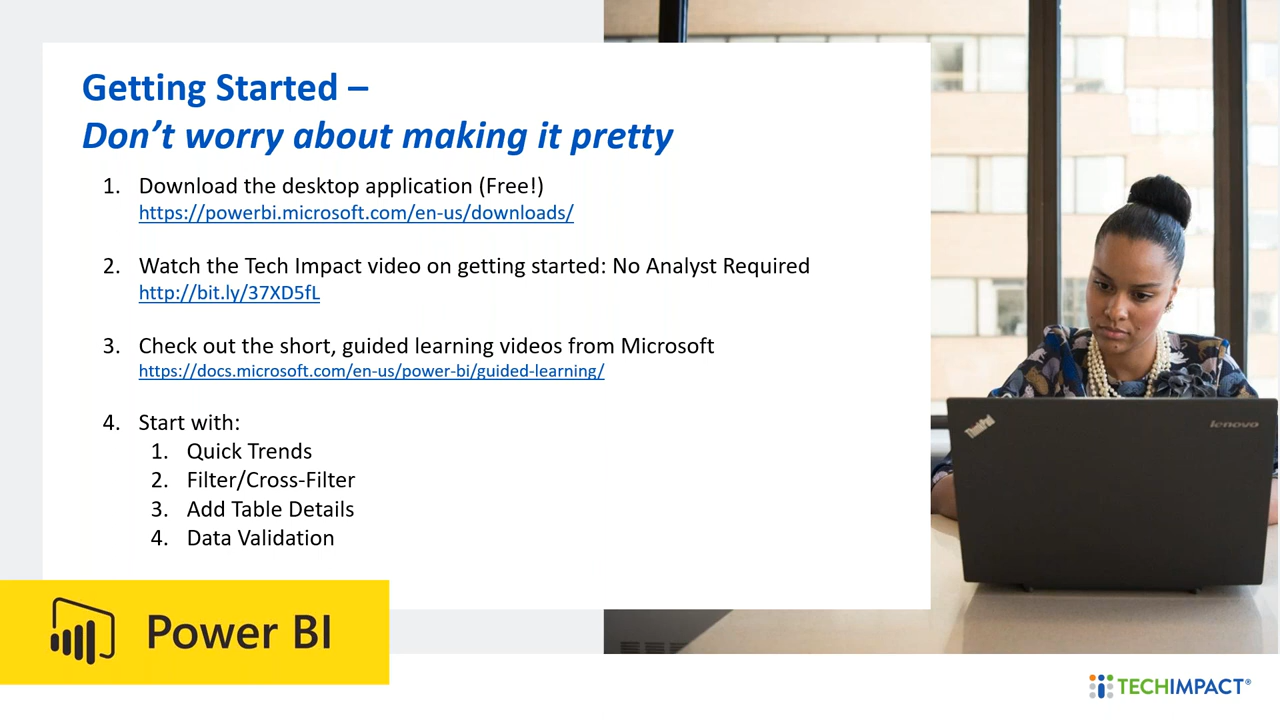 Getting Started –
Don't worry about making it pretty
1. Download the desktop application (Free!)
https://powerbi.microsoft.com/en-us/downloads/
2. Watch the Tech Impact video on getting started: No Analyst Required
http://bit.ly/37XD5fL
3. Check out the short, guided learning videos from Microsoft
https://docs.microsoft.com/en-us/power-bi/guided-learning/
4. Start with:
1. Quick Trends
2. Filter/Cross-Filter
3. Add Table Details
4. Data Validation
ThinkPad
lenovo
Power BI
TECHIMPACT®